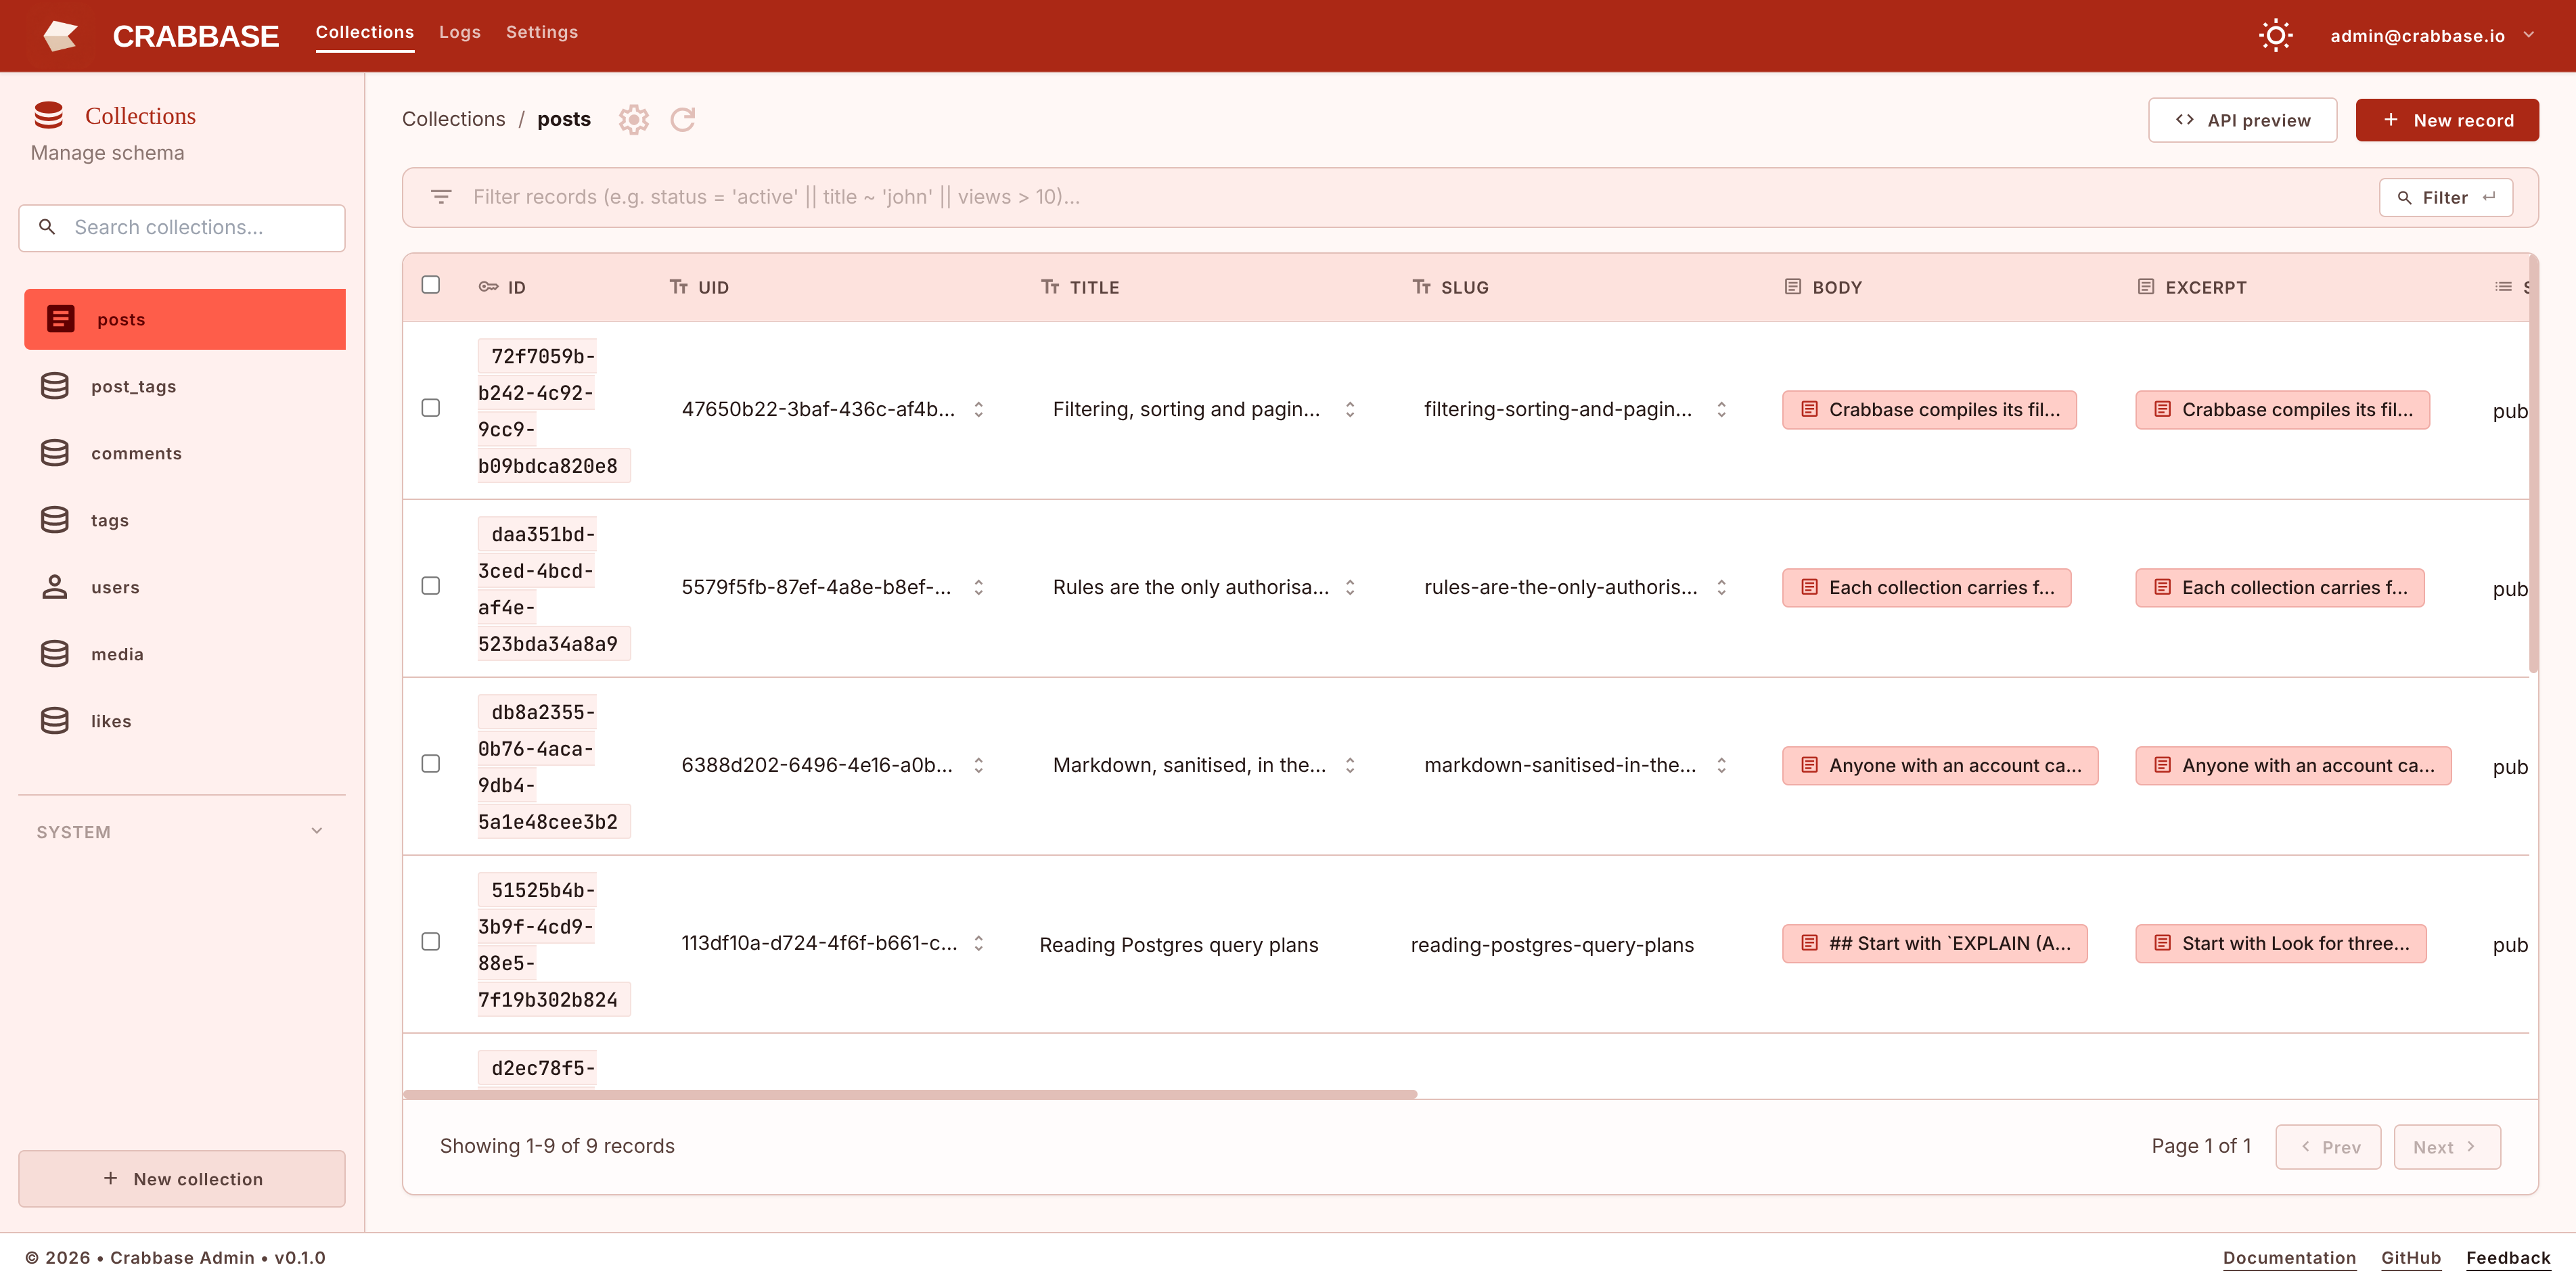 CRABBASE
Collections
Logs
Settings
admin@crabbase.io
Collections
Manage schema
Search collections...
posts
post_tags
comments
tags
users
media
likes
SYSTEM
New collection
Collections / posts
API preview
New record
Filter records (e.g. status = 'active' || title ~ 'john' || views > 10)...
Filter
ID
UID
TITLE
SLUG
BODY
EXCERPT
72f7059b-
b242-4c92-
9cc9-
b09bdca820e8
47650b22-3baf-436c-af4b...
Filtering, sorting and pagin...
filtering-sorting-and-pagin...
Crabbase compiles its fil...
Crabbase compiles its fil...
pub
daa351bd-
3ced-4bcd-
af4e-
523bda34a8a9
5579f5fb-87ef-4a8e-b8ef-...
Rules are the only authorisa...
rules-are-the-only-authoris...
Each collection carries f...
Each collection carries f...
pub
db8a2355-
0b76-4aca-
9db4-
5a1e48cee3b2
6388d202-6496-4e16-a0b...
Markdown, sanitised, in the...
markdown-sanitised-in-the...
Anyone with an account ca...
Anyone with an account ca...
pub
51525b4b-
3b9f-4cd9-
88e5-
7f19b302b824
113df10a-d724-4f6f-b661-c...
Reading Postgres query plans
reading-postgres-query-plans
## Start with `EXPLAIN (A...
Start with Look for three...
pub
d2ec78f5-
Showing 1-9 of 9 records
Page 1 of 1
Prev
Next
© 2026 • Crabbase Admin • v0.1.0
Documentation
GitHub
Feedback